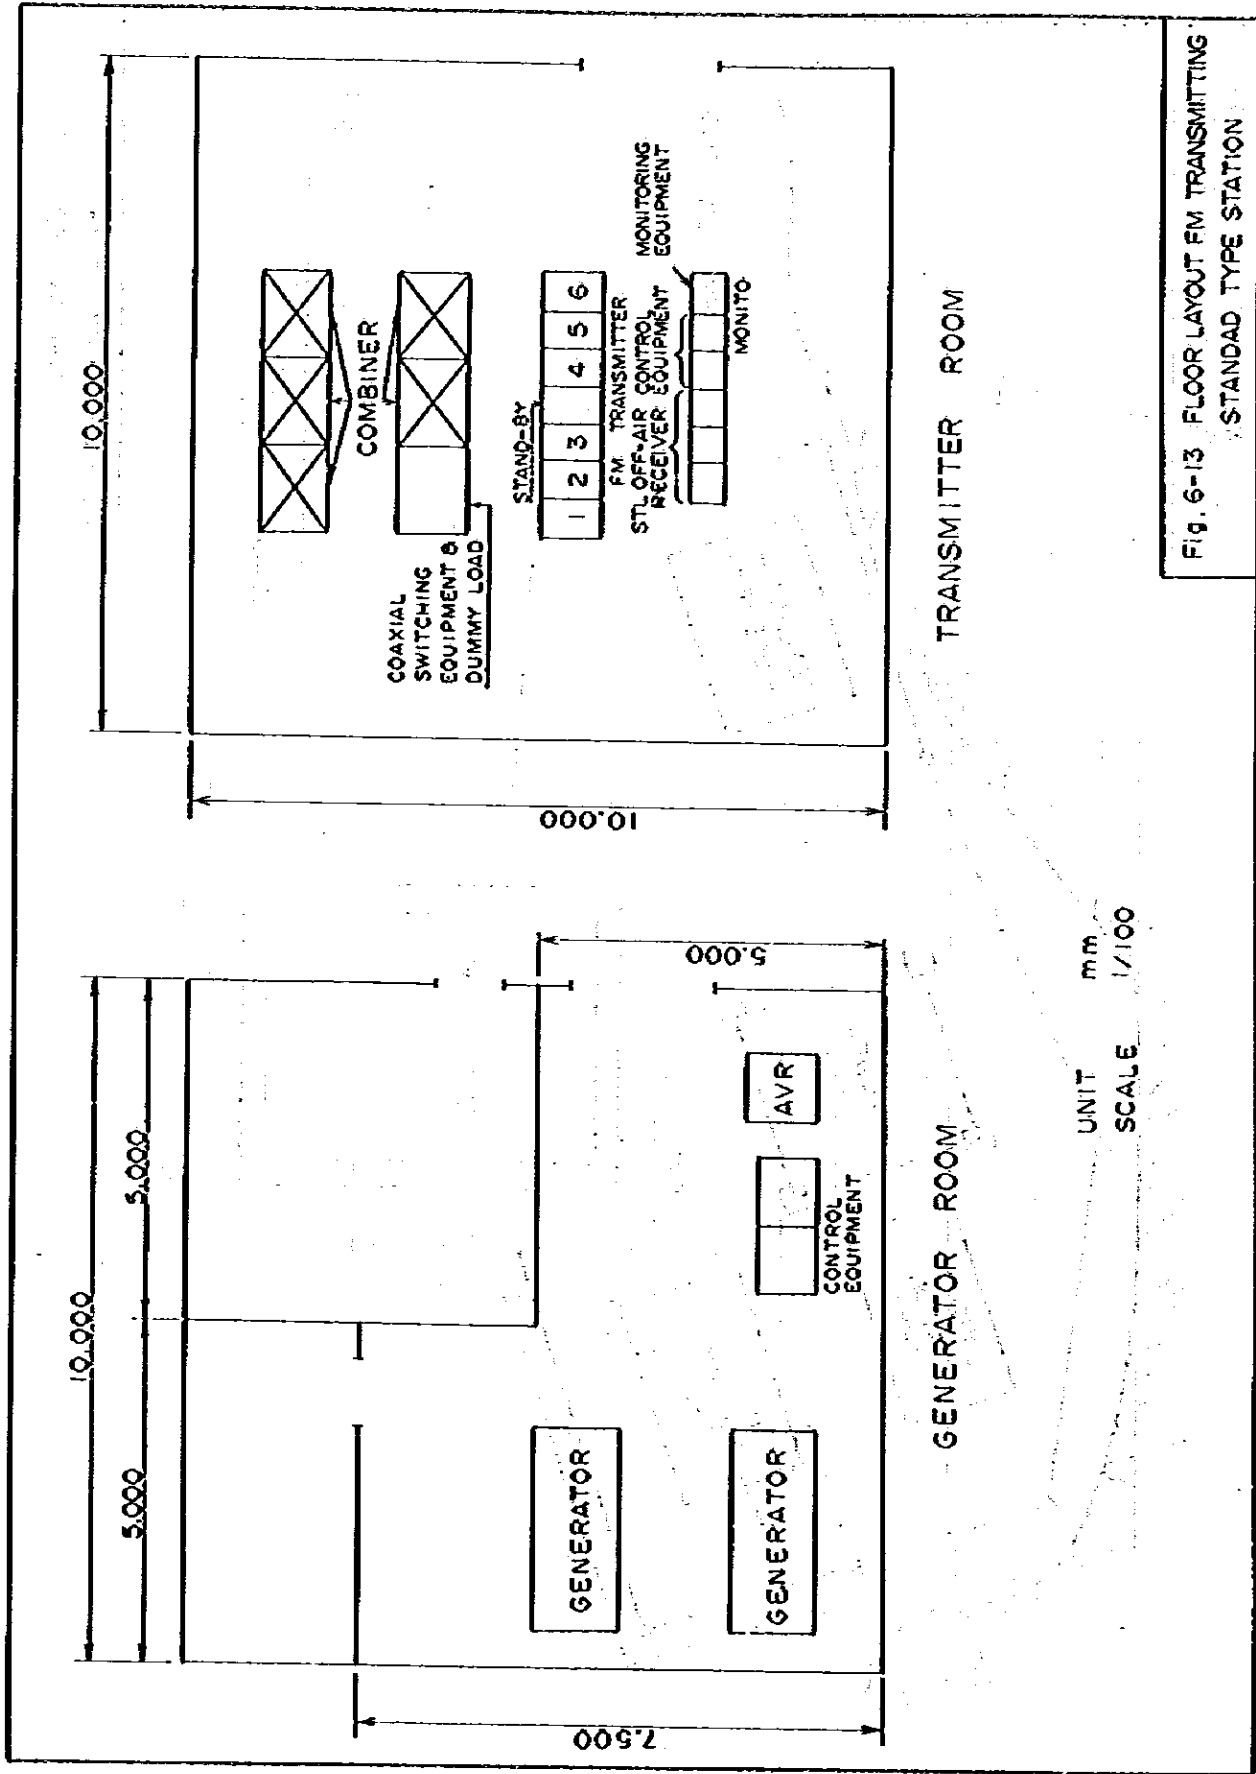 10,000
5,000
5,000
7.500
5.000
GENERATOR
GENERATOR
CONTROL
EQUIPMENT
AVR
GENERATOR ROOM
UNIT mm
SCALE 1/100
10,000
10.000
COMBINER
COAXIAL
SWITCHING
EQUIPMENT &
DUMMY LOAD
STAND-BY
1 2 3 4 5 6
FM TRANSMITTER
STL OFF-AIR CONTROL
RECEIVER EQUIPMENT
MONITORING
EQUIPMENT
MONITO
TRANSMITTER ROOM
Fig. 6-13 FLOOR LAYOUT FM TRANSMITTING
STANDAD TYPE STATION